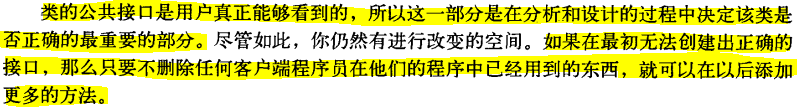 类的公共接口是用户真正能够看到的，所以这一部分是在分析和设计的过程中决定该类是
否正确的最重要的部分。尽管如此，你仍然有进行改变的空间。如果在最初无法创建出正确的
接口，那么只要不删除任何客户端程序员在他们的程序中已经用到的东西，就可以在以后添加
更多的方法。